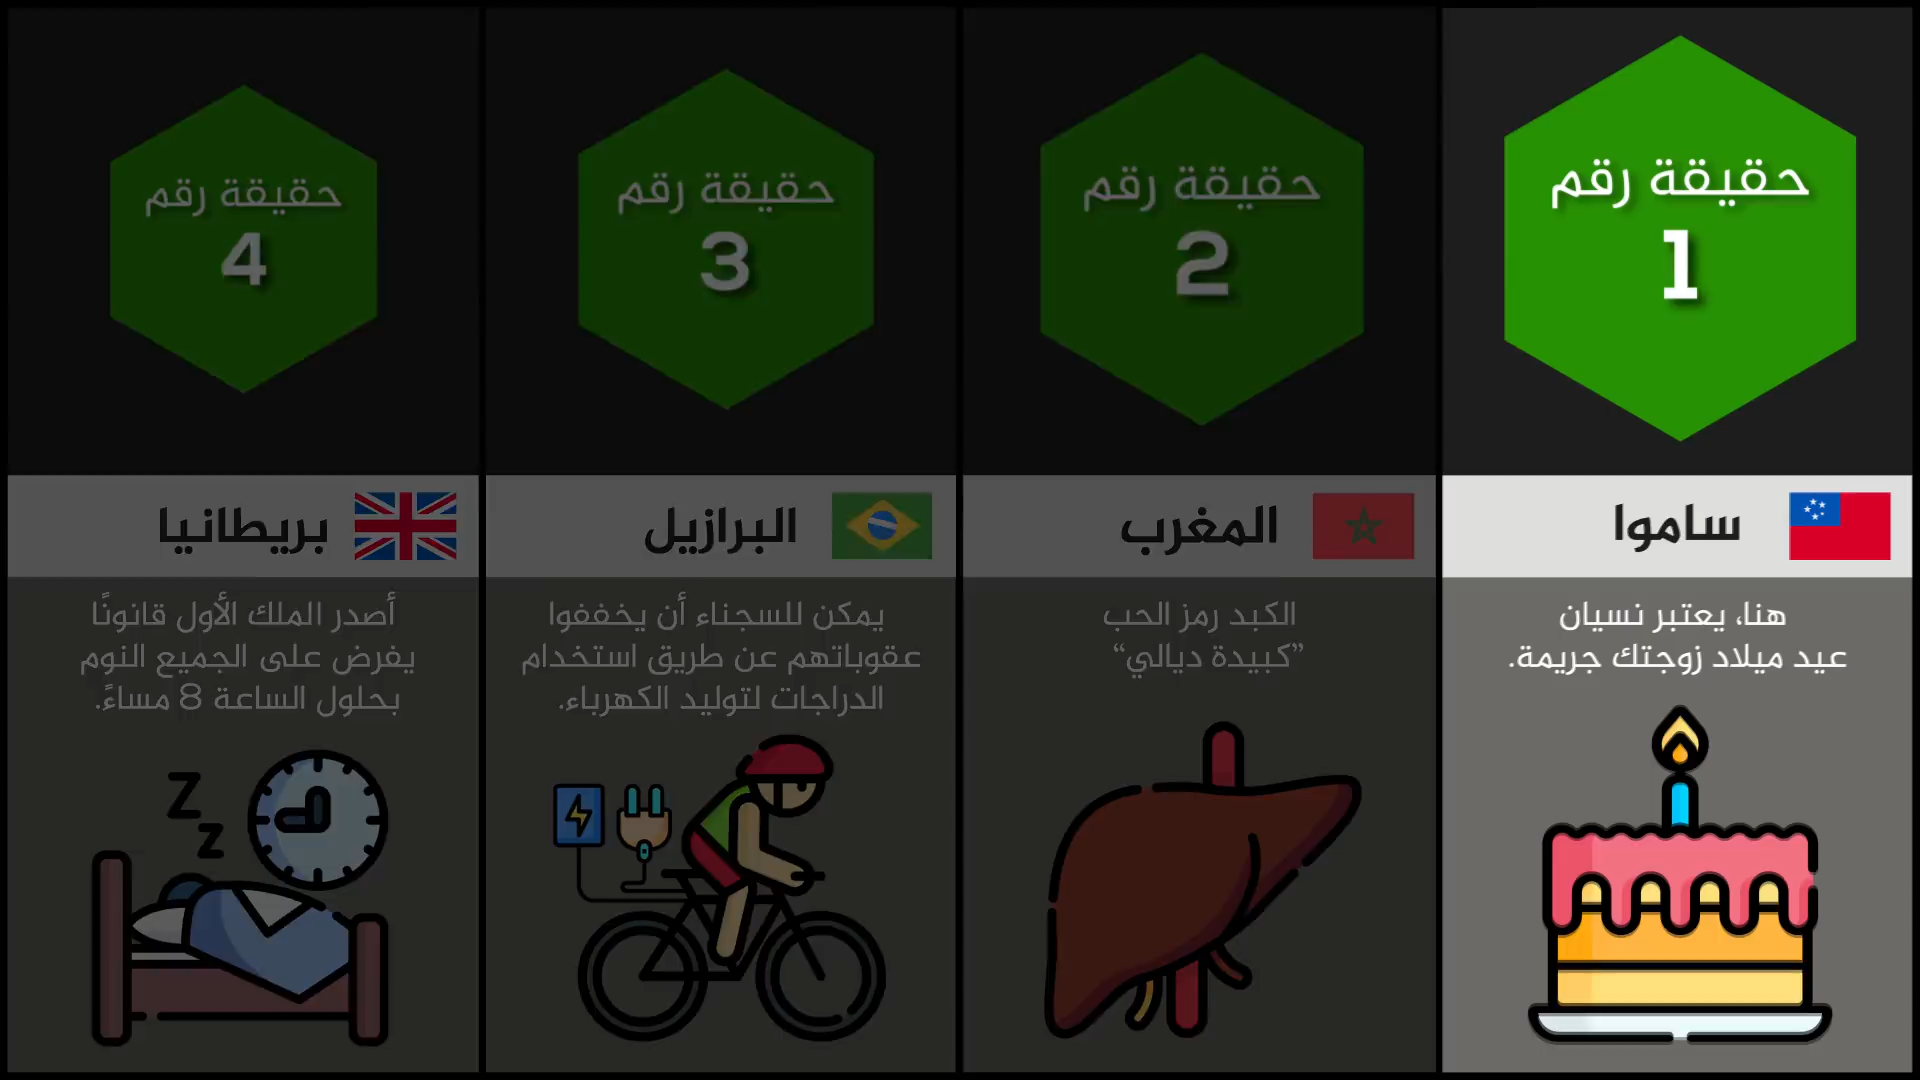 حقيقة رقم
1
ساموا
هنا، يعتبر نسيان
عيد ميلاد زوجتك جريمة.
حقيقة رقم
2
المغرب
الكبد رمز الحب
”كبيدة ديالي“
حقيقة رقم
3
البرازيل
يمكن للسجناء أن يخففوا
عقوباتهم عن طريق استخدام
الدراجات لتوليد الكهرباء.
حقيقة رقم
4
بريطانيا
أصدر الملك الأول قانونًا
يفرض على الجميع النوم
بحلول الساعة 8 مساءً.
Z
Z